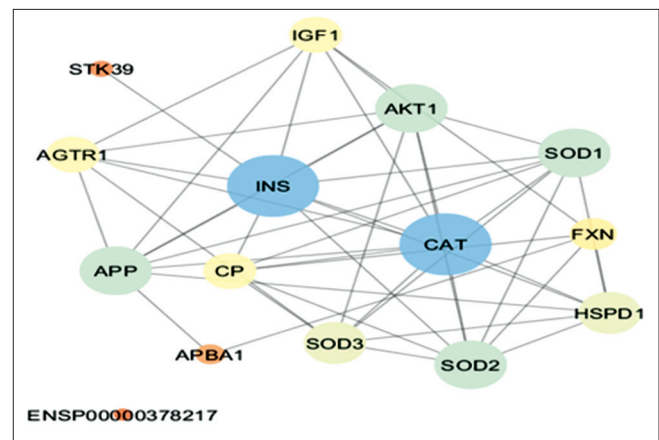 IGF1
STK39
AKT1
AGTR1
SOD1
INS
FXN
CAT
APP
CP
HSPD1
SOD3
APBA1
SOD2
ENSP00000378217